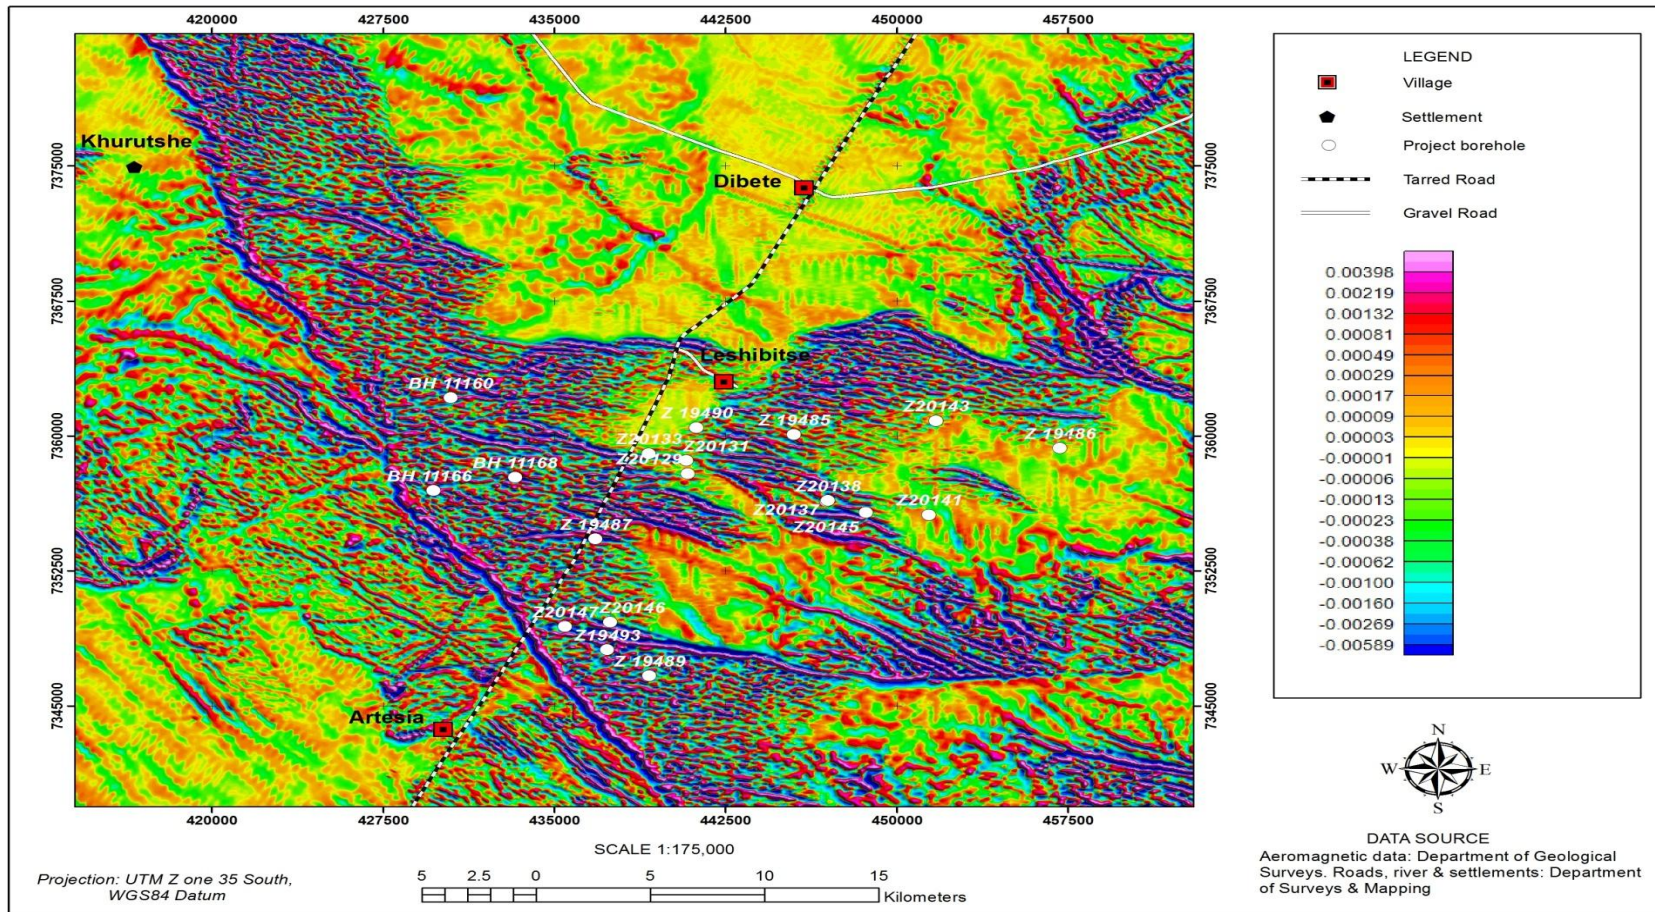 420000 427500 435000 442500 450000 457500
LEGEND
Village
Settlement
Project borehole
Tarred Road
Gravel Road
0.00398
0.00219
0.00132
0.00081
0.00049
0.00029
0.00017
0.00009
0.00003
-0.00001
-0.00006
-0.00013
-0.00023
-0.00038
-0.00062
-0.00100
-0.00160
-0.00269
-0.00589
7375000
7367500
7360000
7352500
7345000
7375000
7367500
7360000
7352500
7345000
Khurutshe
Dibete
Leshibitse
BH 11160
Z 19490
Z 19485
Z20143
Z20133
Z20131
Z 19486
Z20129
BH 11168
BH 11166
Z20138
Z20141
Z20137
Z20145
Z 19487
Z20147
Z20146
Z19493
Z 19489
Artesia
420000 427500 435000 442500 450000 457500
SCALE 1:175,000
Projection: UTM Z one 35 South,
WGS84 Datum
5 2.5 0 5 10 15
Kilometers
N
W E
S
DATA SOURCE
Aeromagnetic data: Department of Geological
Surveys. Roads, river & settlements: Department
of Surveys & Mapping